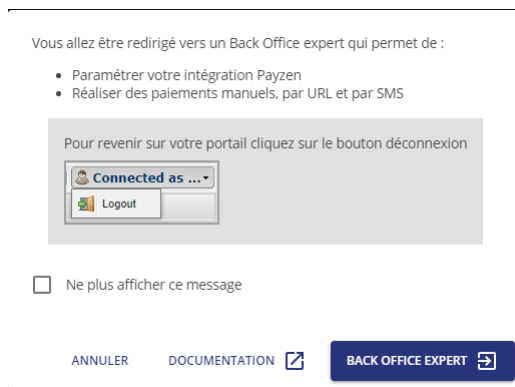 Vous allez être redirigé vers un Back Office expert qui permet de :
• Paramétrer votre intégration Payzen
• Réaliser des paiements manuels, par URL et par SMS
Pour revenir sur votre portail cliquez sur le bouton déconnexion
Connected as ...
Logout
Ne plus afficher ce message
ANNULER DOCUMENTATION BACK OFFICE EXPERT